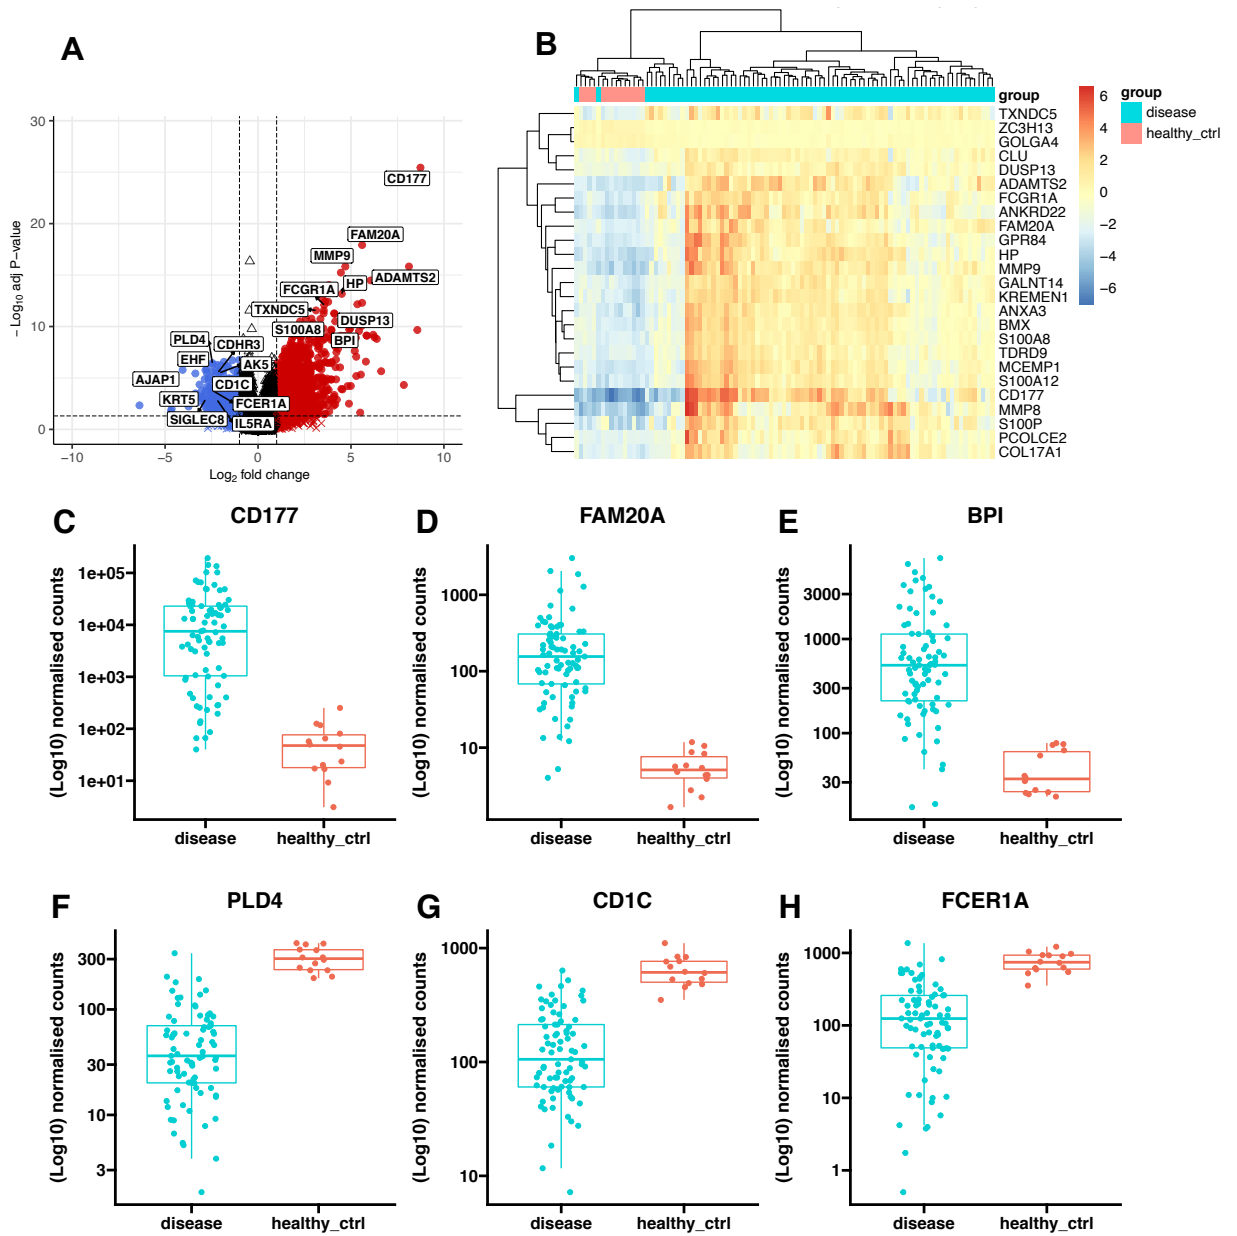 A
30
20
10
0
−10
−5
0
5
10
− Log10 adj P−value
Log2 fold change
CD177
FAM20A
MMP9
ADAMTS2
HP
FCGR1A
TXNDC5
DUSP13
S100A8
BPI
PLD4
CDHR3
EHF
AK5
AJAP1
CD1C
KRT5
FCER1A
SIGLEC8
IL5RA
B
group
TXNDC5
ZC3H13
GOLGA4
CLU
DUSP13
ADAMTS2
FCGR1A
ANKRD22
FAM20A
GPR84
HP
MMP9
GALNT14
KREMEN1
ANXA3
BMX
S100A8
TDRD9
MCEMP1
S100A12
CD177
MMP8
S100P
PCOLCE2
COL17A1
6
4
2
0
−2
−4
−6
group
disease
healthy_ctrl
C
CD177
(Log10) normalised counts
1e+05
1e+04
1e+03
1e+02
1e+01
disease
healthy_ctrl
D
FAM20A
(Log10) normalised counts
1000
100
10
disease
healthy_ctrl
E
BPI
(Log10) normalised counts
3000
1000
300
100
30
disease
healthy_ctrl
F
PLD4
(Log10) normalised counts
300
100
30
10
3
disease
healthy_ctrl
G
CD1C
(Log10) normalised counts
1000
100
10
disease
healthy_ctrl
H
FCER1A
(Log10) normalised counts
1000
100
10
1
disease
healthy_ctrl